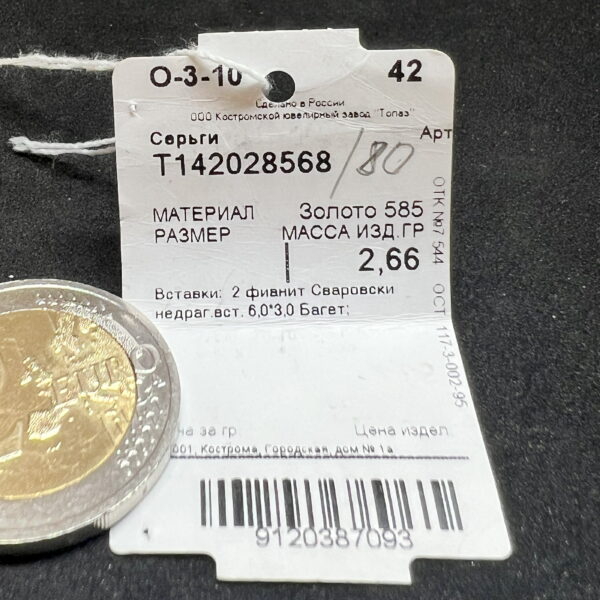 О-3-10 42
Сделано в России
ООО Костромской ювелирный завод "Топаз"
Серьги Арт
Т142028568 /80
МАТЕРИАЛ Золото 585
РАЗМЕР МАССА ИЗД.ГР
2,66
Вставки: 2 фианит Сваровски
недраг.вст. 6,0*3,0 Багет;
ОТК №7 544 ОСТ 117-3-002-95
за гр Цена издел
001, Кострома, Городская, дом № 1а
9120387093
EUR